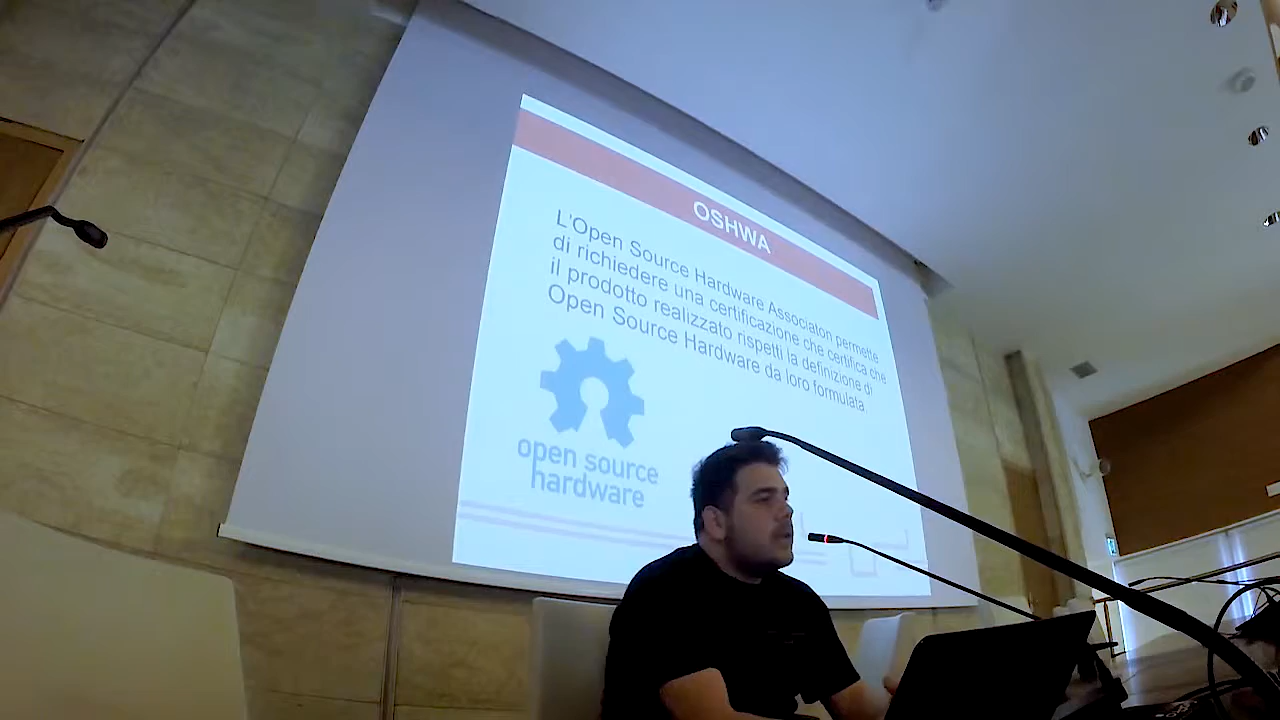 OSHWA
L'Open Source Hardware Associaton permette
di richiedere una certificazione che certifica che
il prodotto realizzato rispetti la definizione di
Open Source Hardware da loro formulata.
open source
hardware